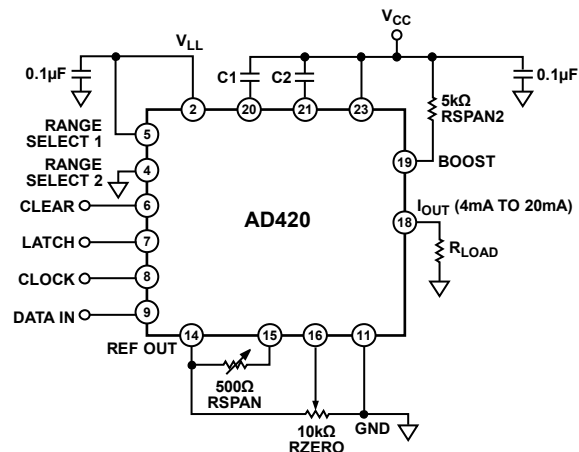 VCC
VLL
0.1µF
C1
C2
0.1µF
5kΩ
RSPAN2
2
20
21
23
RANGE
SELECT 1
5
19
BOOST
RANGE
SELECT 2
4
CLEAR
6
AD420
18
IOUT (4mA TO 20mA)
LATCH
7
RLOAD
CLOCK
8
DATA IN
9
REF OUT
14
15
16
11
500Ω
RSPAN
10kΩ
RZERO
GND